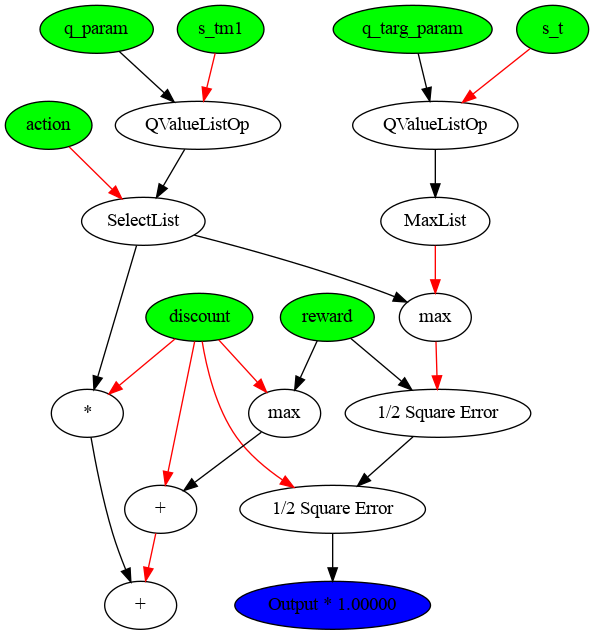 q_param
s_tm1
q_targ_param
s_t
action
QValueListOp
QValueListOp
SelectList
MaxList
discount
reward
max
*
max
1/2 Square Error
+
1/2 Square Error
+
Output * 1.00000